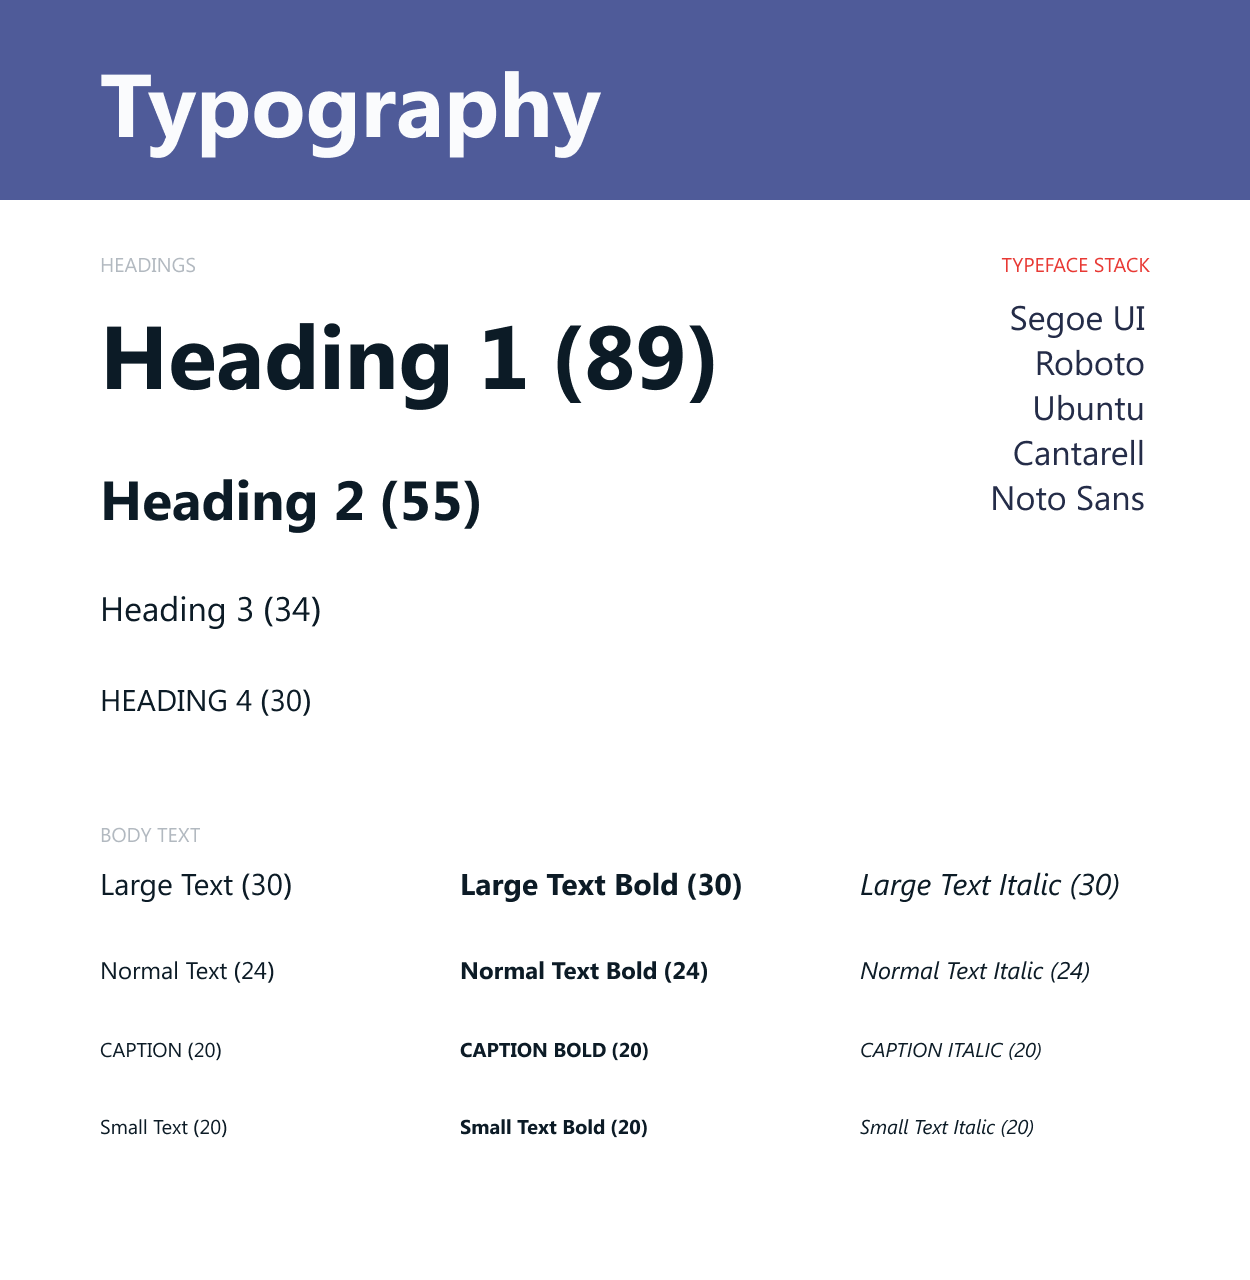 Typography
HEADINGS
Heading 1 (89)
Heading 2 (55)
Heading 3 (34)
HEADING 4 (30)
TYPEFACE STACK
Segoe UI
Roboto
Ubuntu
Cantarell
Noto Sans
BODY TEXT
Large Text (30)
Large Text Bold (30)
Large Text Italic (30)
Normal Text (24)
Normal Text Bold (24)
Normal Text Italic (24)
CAPTION (20)
CAPTION BOLD (20)
CAPTION ITALIC (20)
Small Text (20)
Small Text Bold (20)
Small Text Italic (20)